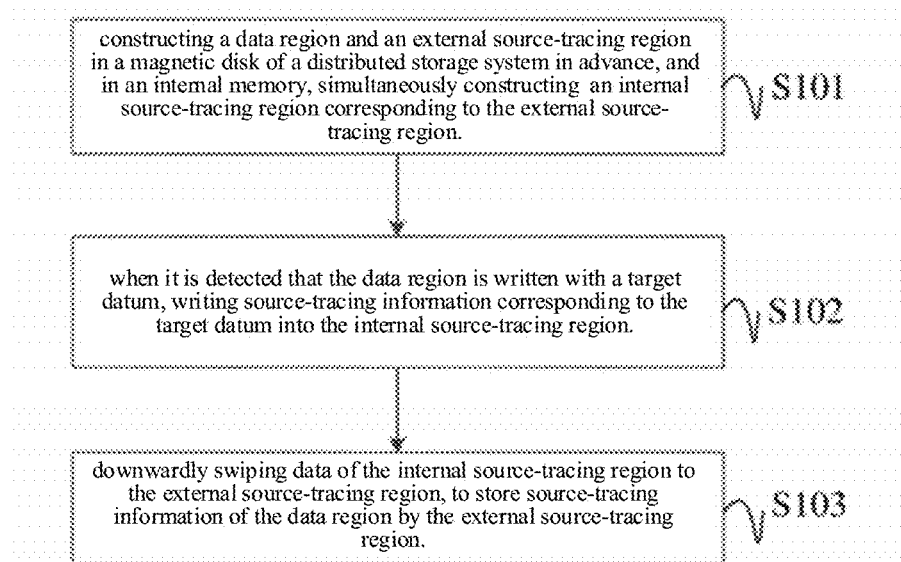 constructing a data region and an external source-tracing region
in a magnetic disk of a distributed storage system in advance, and
in an internal memory, simultaneously constructing an internal
source-tracing region corresponding to the external source-
tracing region.
S101
when it is detected that the data region is written with a target
datum, writing source-tracing information corresponding to the
target datum into the internal source-tracing region.
S102
downwardly swiping data of the internal source-tracing region to
the external source-tracing region, to store source-tracing
information of the data region by the external source-tracing
region.
S103